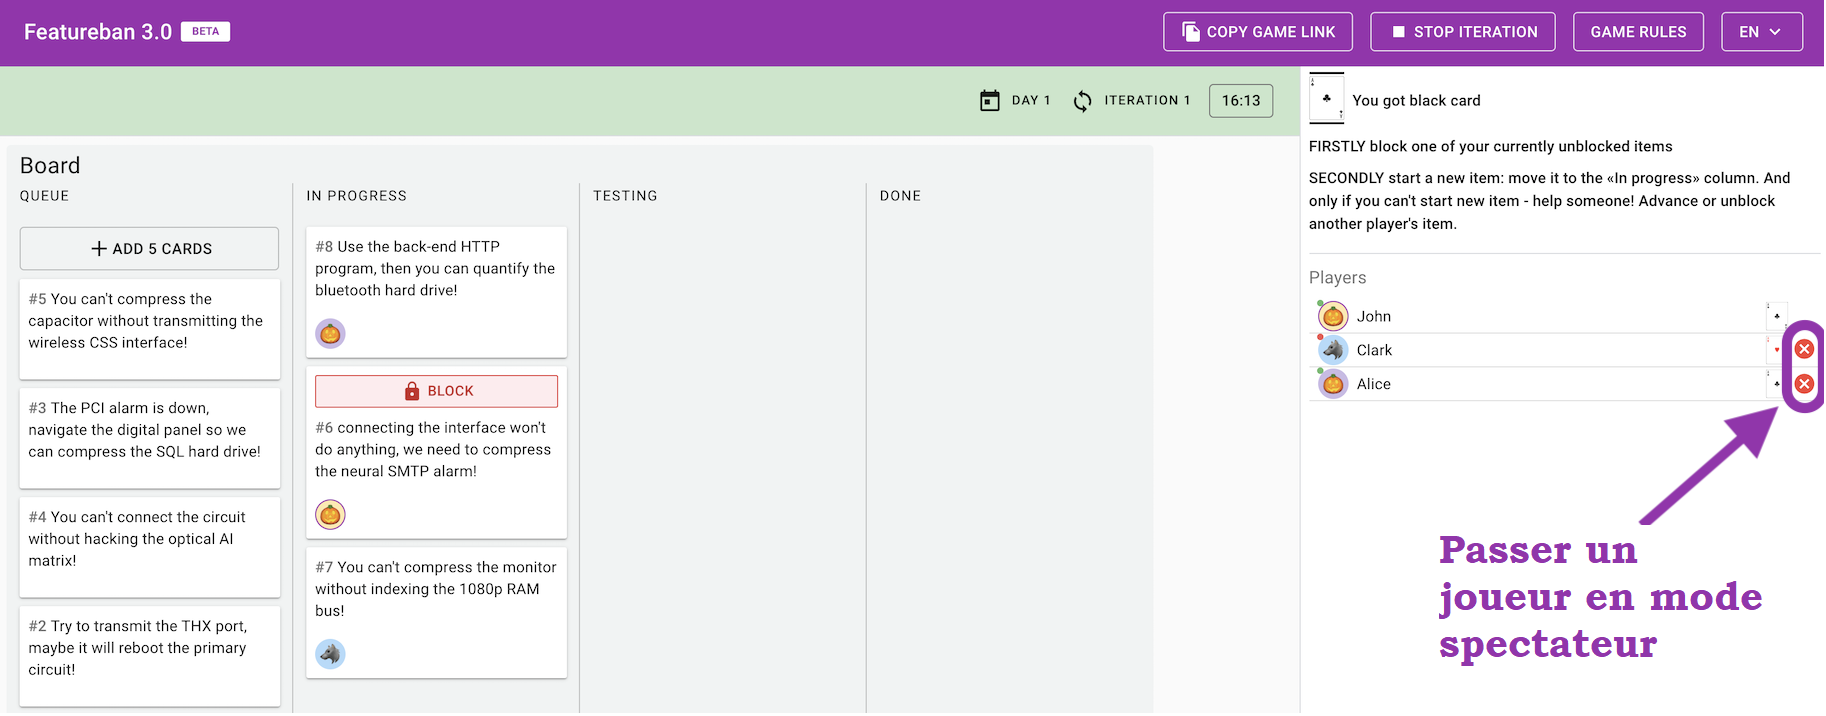 Featureban 3.0 BETA
COPY GAME LINK
STOP ITERATION
GAME RULES
EN
DAY 1
ITERATION 1
16:13
You got black card
FIRSTLY block one of your currently unblocked items
SECONDLY start a new item: move it to the «In progress» column. And
only if you can't start new item - help someone! Advance or unblock
another player's item.
Players
John
Clark
Alice
Passer un
joueur en mode
spectateur
Board
QUEUE
ADD 5 CARDS
#5 You can't compress the
capacitor without transmitting the
wireless CSS interface!
#3 The PCI alarm is down,
navigate the digital panel so we
can compress the SQL hard drive!
#4 You can't connect the circuit
without hacking the optical AI
matrix!
#2 Try to transmit the THX port,
maybe it will reboot the primary
circuit!
IN PROGRESS
#8 Use the back-end HTTP
program, then you can quantify the
bluetooth hard drive!
BLOCK
#6 connecting the interface won't
do anything, we need to compress
the neural SMTP alarm!
#7 You can't compress the monitor
without indexing the 1080p RAM
bus!
TESTING
DONE